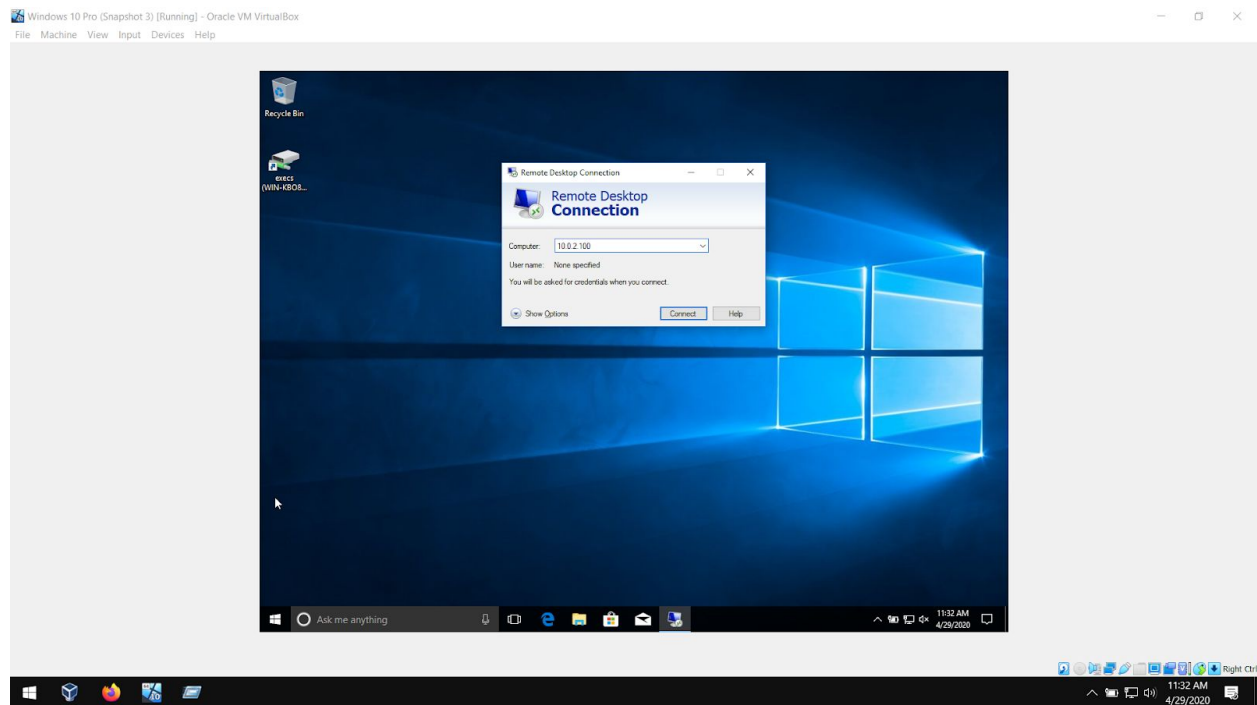 Windows 10 Pro (Snapshot 3) [Running] - Oracle VM VirtualBox
File Machine View Input Devices Help
Recycle Bin
execs
(WIN-KBO8...
Remote Desktop Connection
Remote Desktop
Connection
Computer: 10.0.2.100
User name: None specified
You will be asked for credentials when you connect.
Show Options Connect Help
Ask me anything
11:32 AM
4/29/2020
Right Ctrl
11:32 AM
4/29/2020